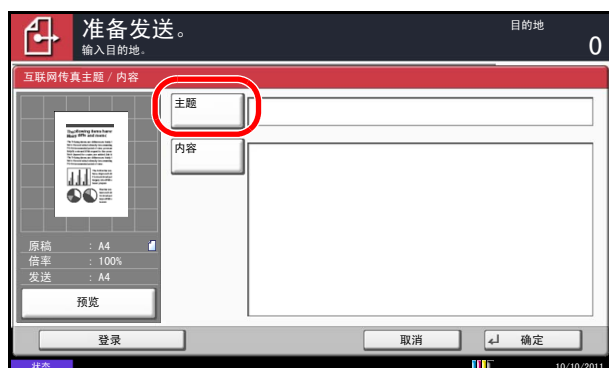 准备发送。
输入目的地。
目的地
0
互联网传真主题 / 内容
主题
内容
原稿 : A4
倍率 : 100%
发送 : A4
预览
登录
取消
确定
状态
10/10/2011